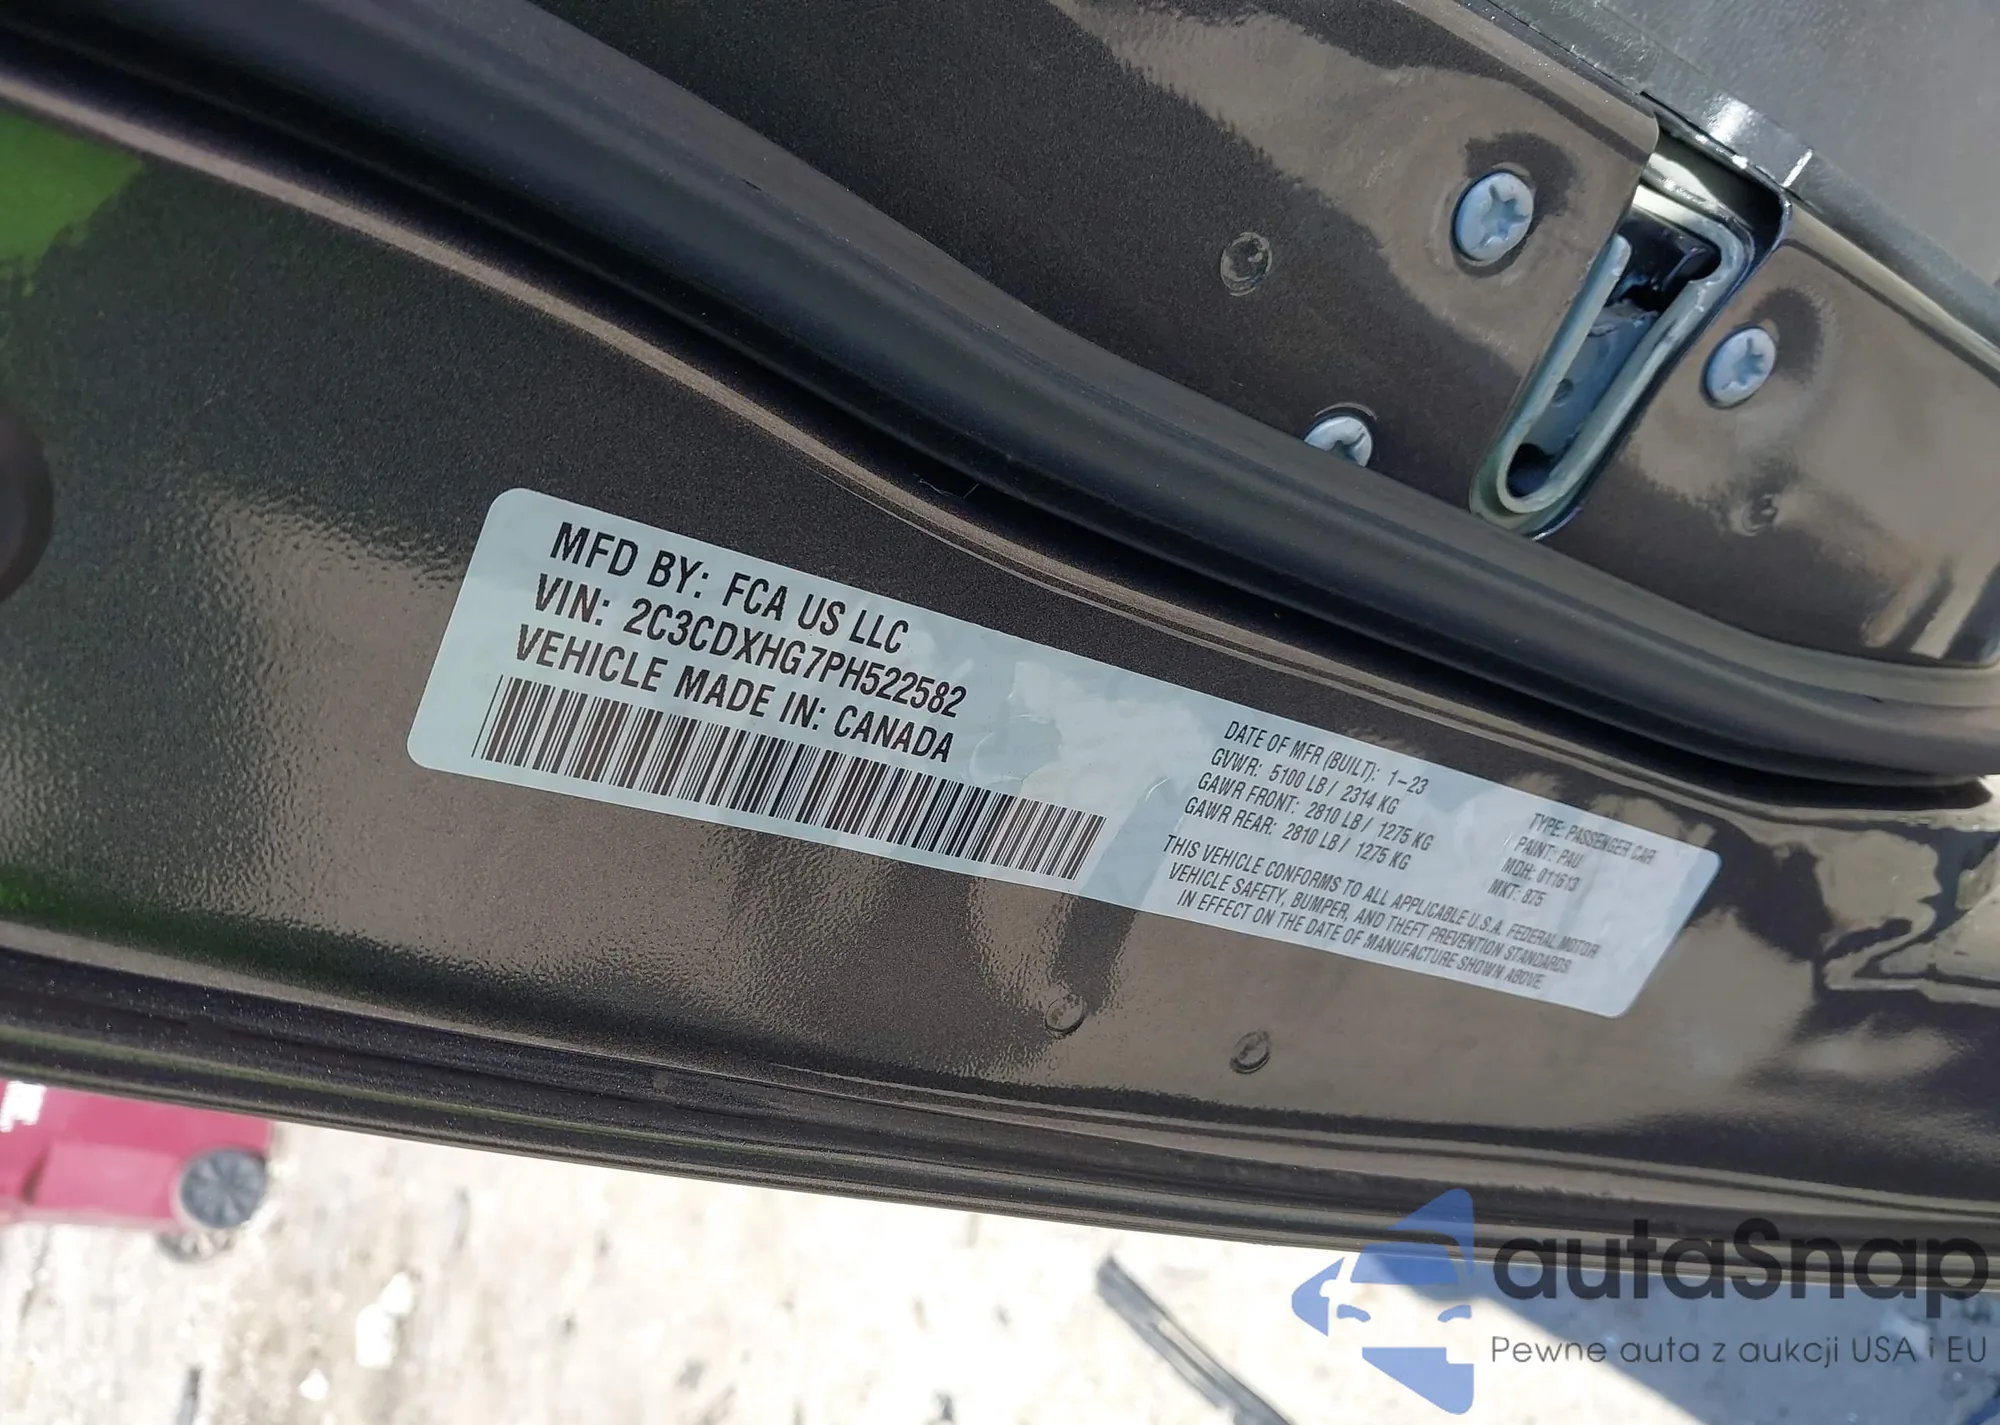 MFD BY: FCA US LLC
VIN: 2C3CDXHG7PH522582
VEHICLE MADE IN: CANADA
DATE OF MFR (BUILT): 1-23
GVWR: 5100 LB / 2314 KG
GAWR FRONT: 2810 LB / 1275 KG
GAWR REAR: 2810 LB / 1275 KG
TYPE: PASSENGER CAR
PAINT: PAU
MDH: 011613
MKT: 875
THIS VEHICLE CONFORMS TO ALL APPLICABLE U.S.A. FEDERAL MOTOR
VEHICLE SAFETY, BUMPER, AND THEFT PREVENTION STANDARDS
IN EFFECT ON THE DATE OF MANUFACTURE SHOWN ABOVE.
autaSnap
Pewne auta z aukcji USA i EU